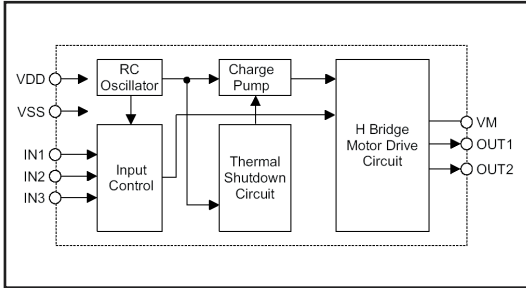 VDD
VSS
IN1
IN2
IN3
RC
Oscillator
Charge
Pump
Input
Control
Thermal
Shutdown
Circuit
H Bridge
Motor Drive
Circuit
VM
OUT1
OUT2